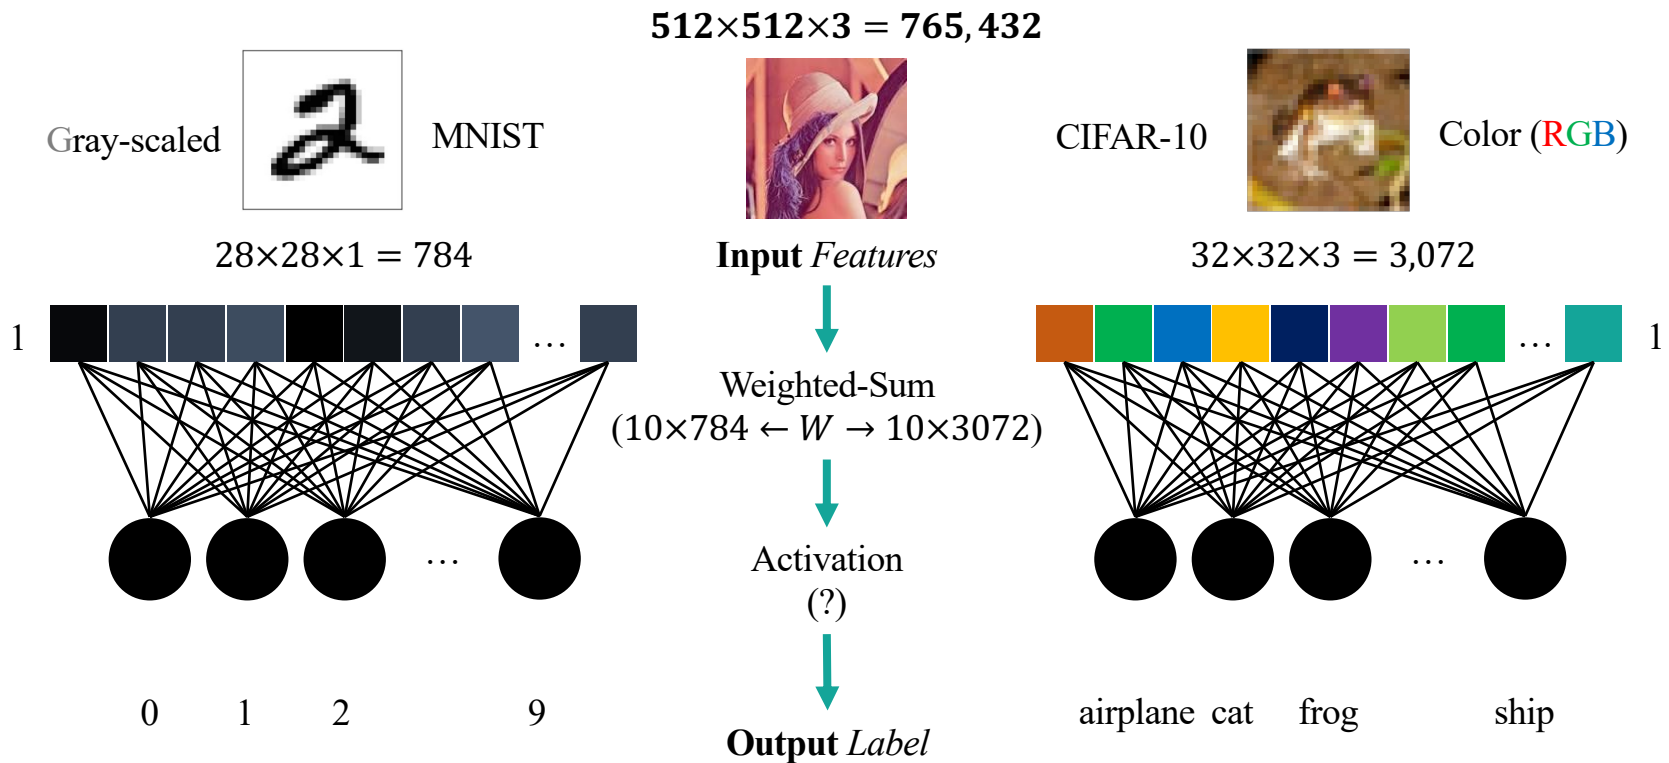 512×512×3 = 765,432
Gray-scaled
MNIST
CIFAR-10
Color (RGB)
28×28×1 = 784
Input Features
32×32×3 = 3,072
1
...
...
1
Weighted-Sum
(10×784 ← W → 10×3072)
...
Activation
(?)
...
0 1 2 9
airplane cat frog ship
Output Label